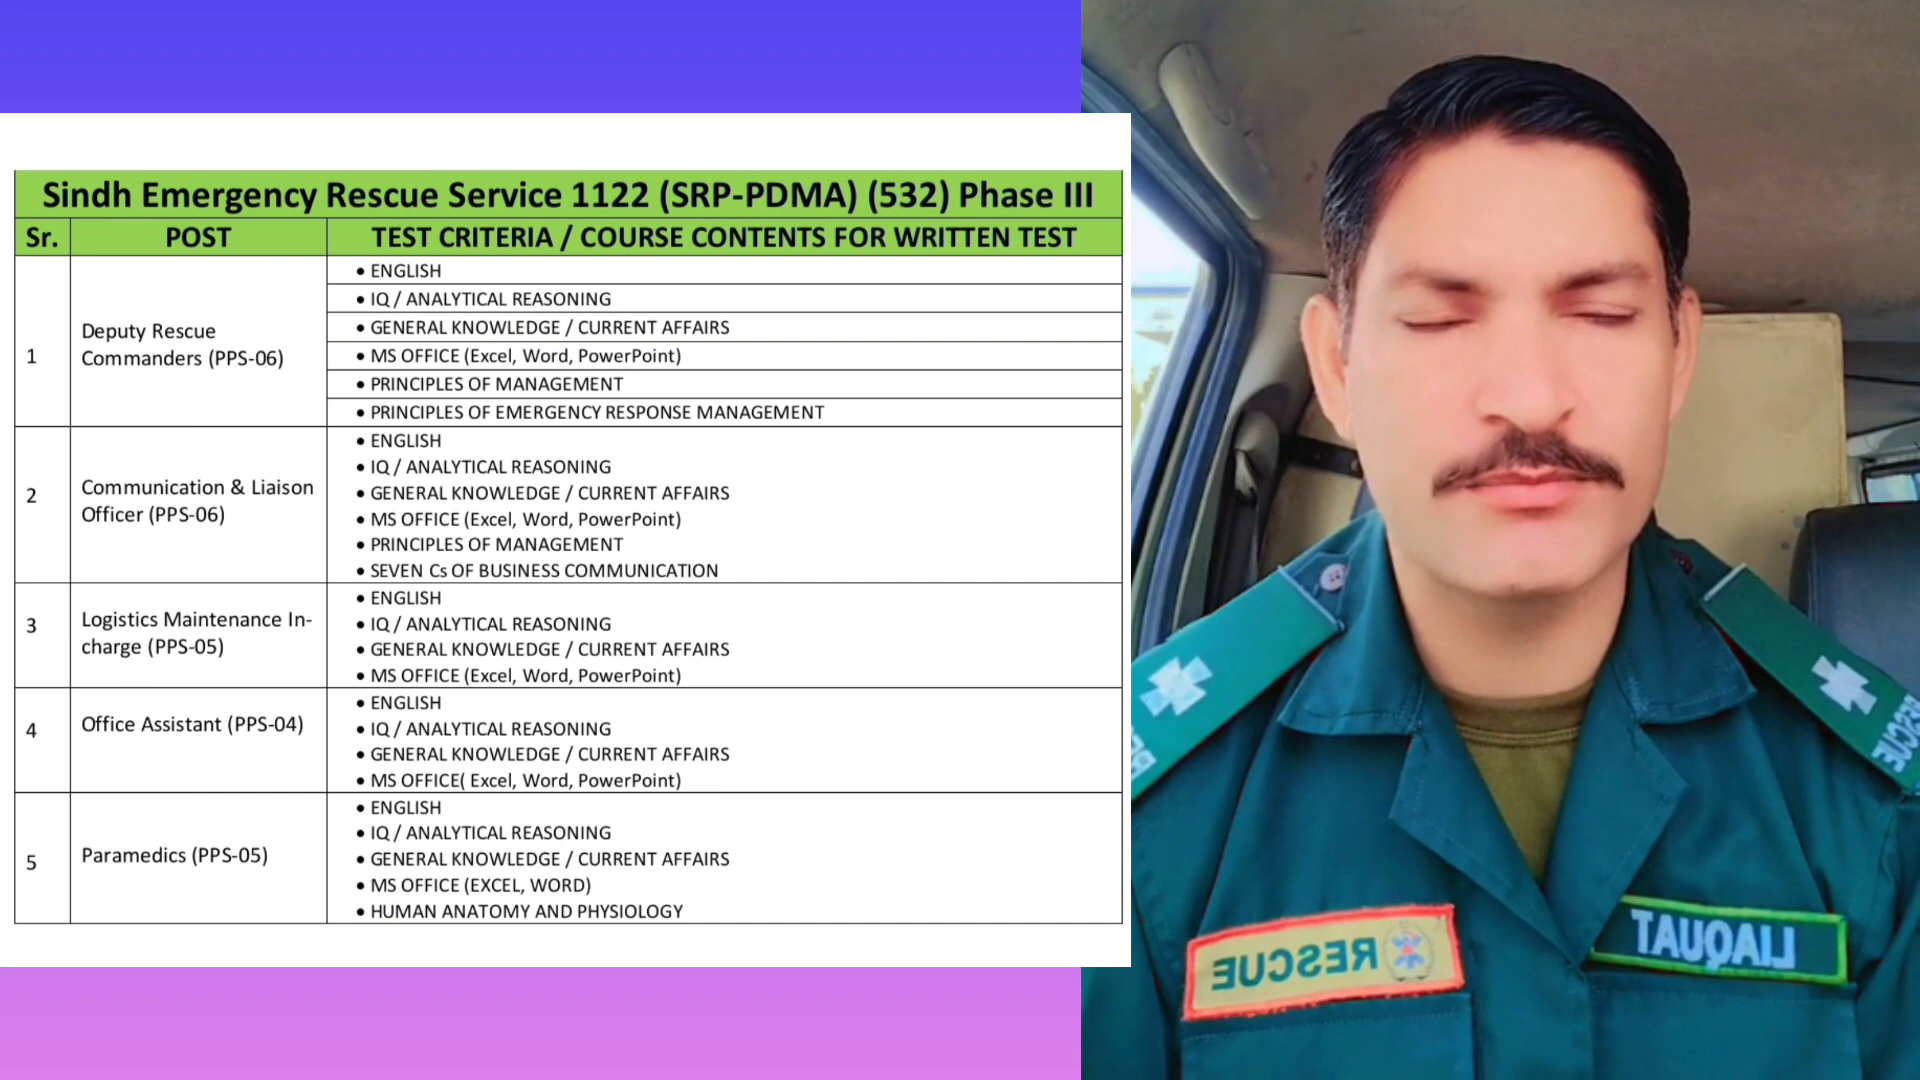 Sindh Emergency Rescue Service 1122 (SRP-PDMA) (532) Phase III
Sr. POST TEST CRITERIA / COURSE CONTENTS FOR WRITTEN TEST
1
Deputy Rescue
Commanders (PPS-06)
• ENGLISH
• IQ / ANALYTICAL REASONING
• GENERAL KNOWLEDGE / CURRENT AFFAIRS
• MS OFFICE (Excel, Word, PowerPoint)
• PRINCIPLES OF MANAGEMENT
• PRINCIPLES OF EMERGENCY RESPONSE MANAGEMENT
2
Communication & Liaison
Officer (PPS-06)
• ENGLISH
• IQ / ANALYTICAL REASONING
• GENERAL KNOWLEDGE / CURRENT AFFAIRS
• MS OFFICE (Excel, Word, PowerPoint)
• PRINCIPLES OF MANAGEMENT
• SEVEN Cs OF BUSINESS COMMUNICATION
3
Logistics Maintenance In-
charge (PPS-05)
• ENGLISH
• IQ / ANALYTICAL REASONING
• GENERAL KNOWLEDGE / CURRENT AFFAIRS
• MS OFFICE (Excel, Word, PowerPoint)
4
Office Assistant (PPS-04)
• ENGLISH
• IQ / ANALYTICAL REASONING
• GENERAL KNOWLEDGE / CURRENT AFFAIRS
• MS OFFICE( Excel, Word, PowerPoint)
5
Paramedics (PPS-05)
• ENGLISH
• IQ / ANALYTICAL REASONING
• GENERAL KNOWLEDGE / CURRENT AFFAIRS
• MS OFFICE (EXCEL, WORD)
• HUMAN ANATOMY AND PHYSIOLOGY
RESCUE
RESCUE
LIAQUAT